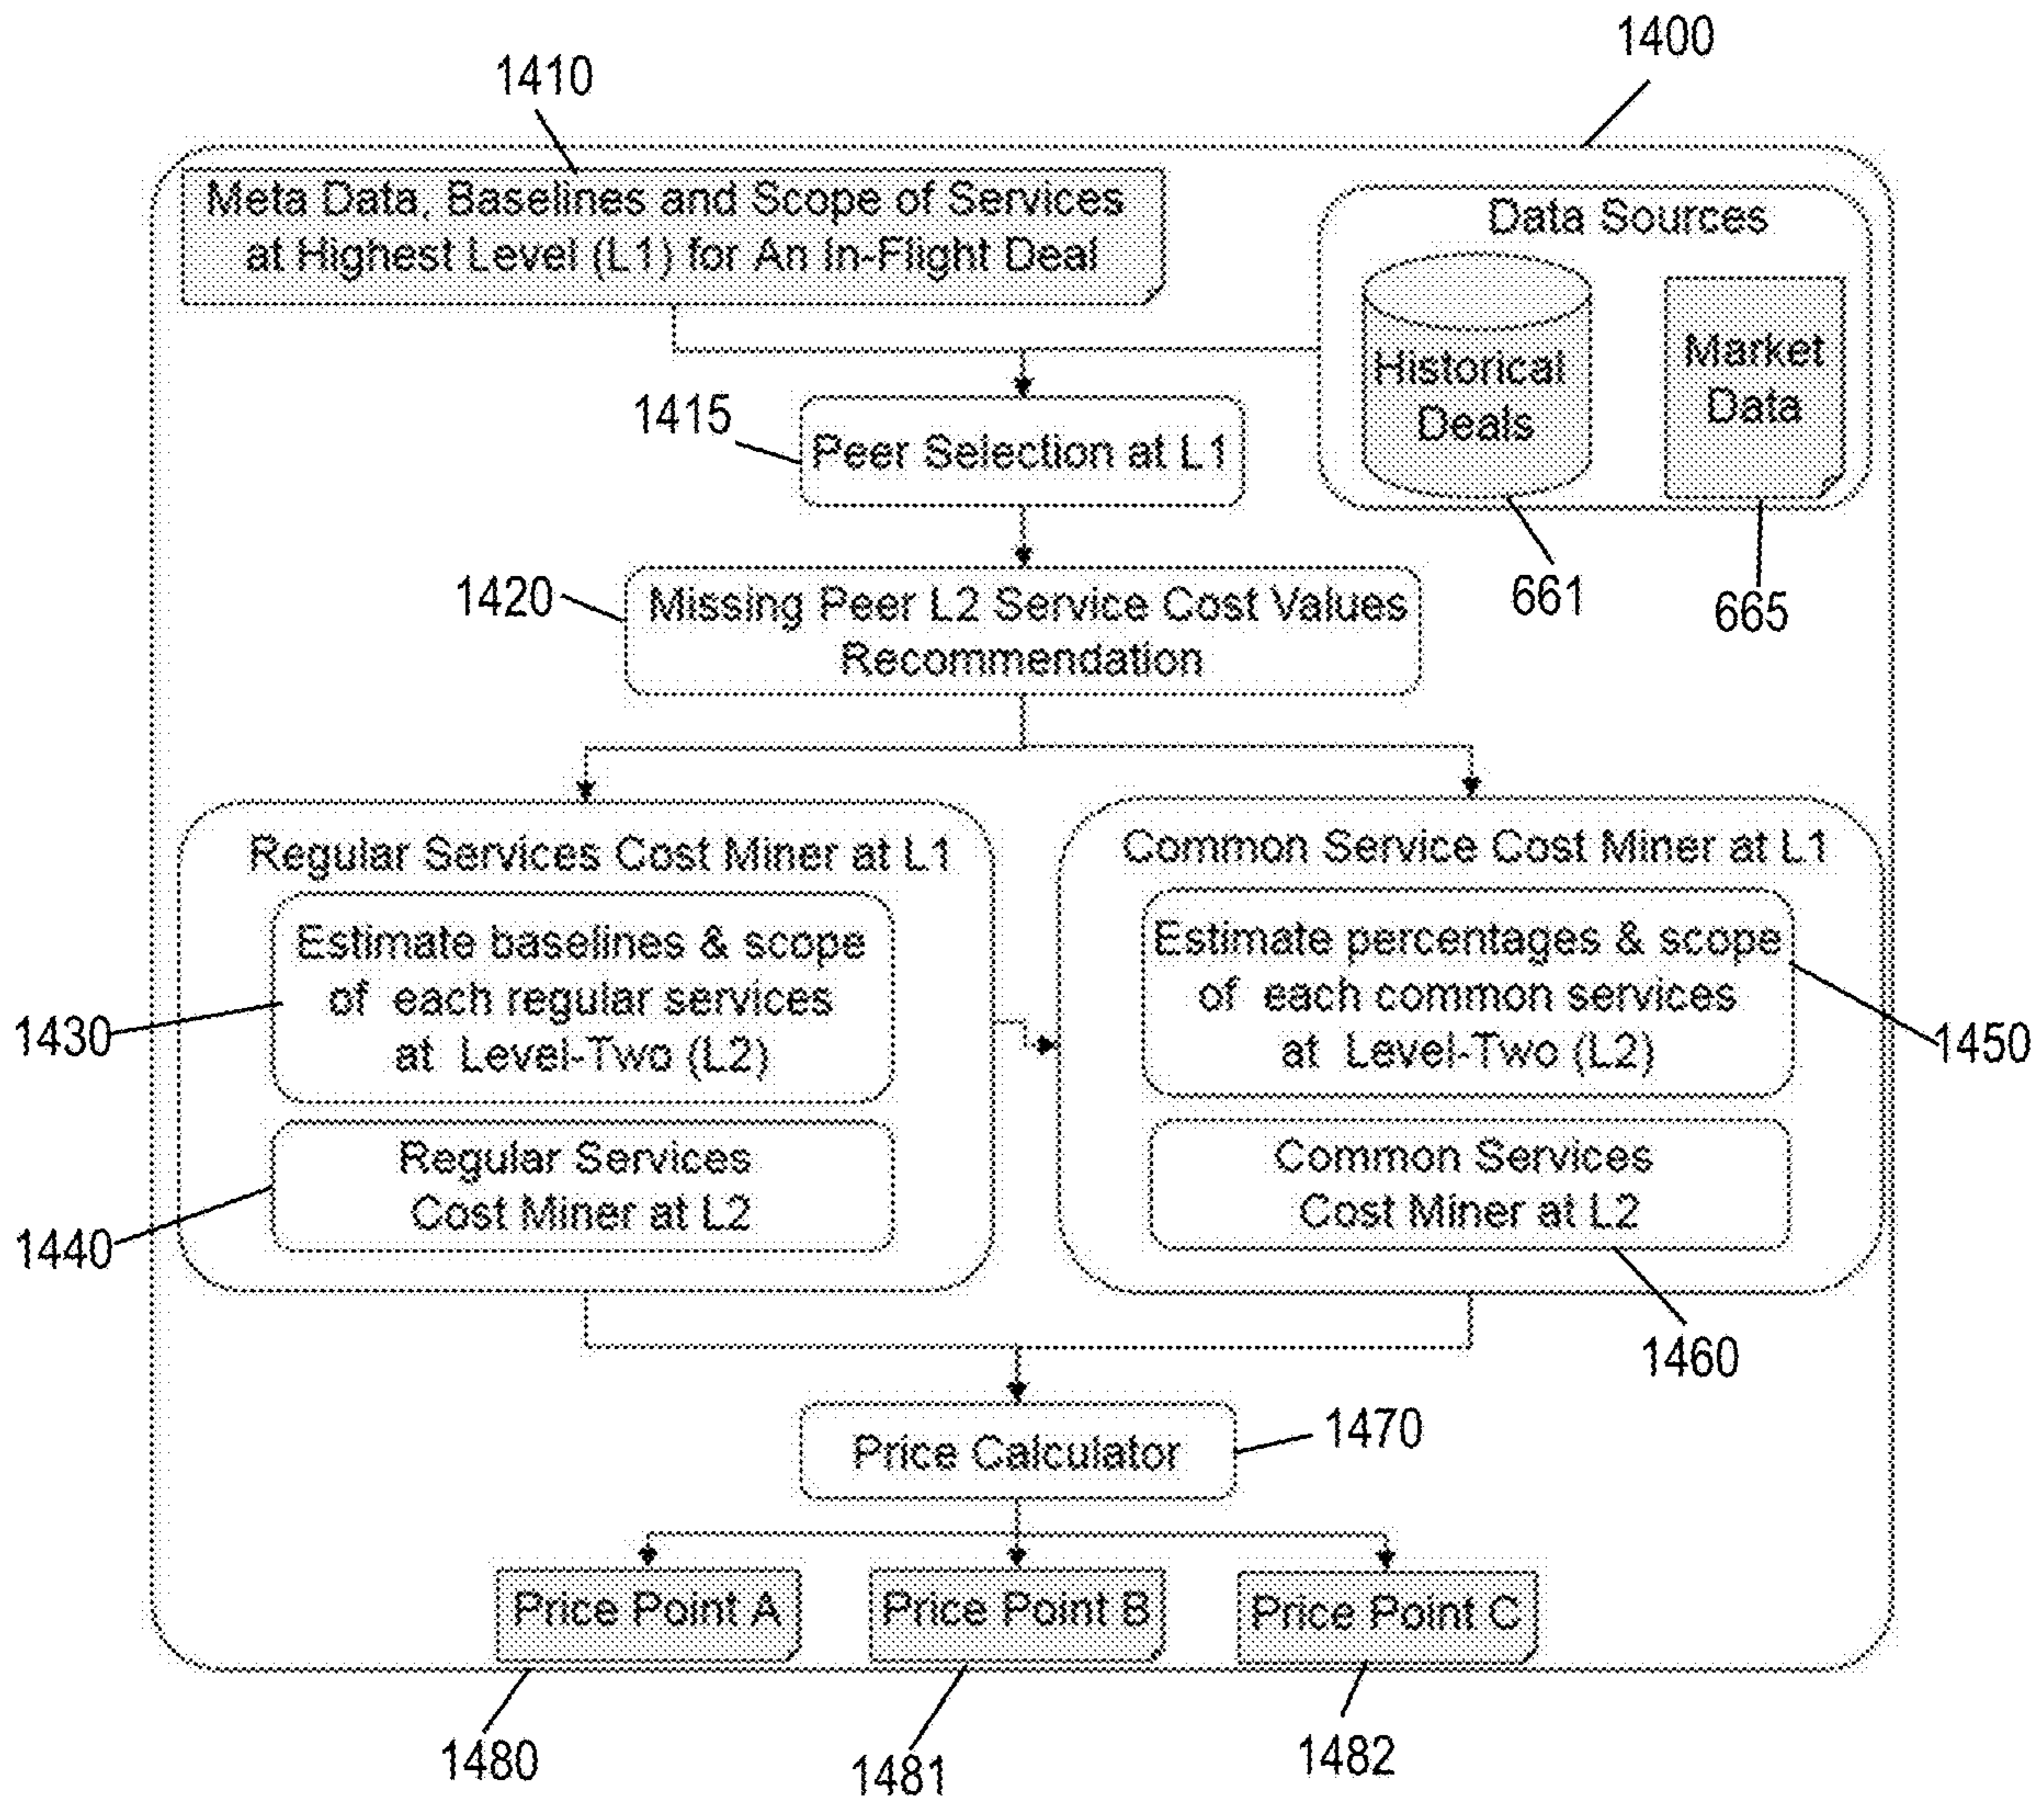 1400
1410
Meta Data, Baselines and Scope of Services
at Highest Level (L1) for An In-Flight Deal
Data Sources
Historical
Deals
Market
Data
661
665
1415
Peer Selection at L1
1420
Missing Peer L2 Service Cost Values
Recommendation
Regular Services Cost Miner at L1
Estimate baselines & scope
of each regular services
at Level-Two (L2)
1430
Regular Services
Cost Miner at L2
1440
Common Service Cost Miner at L1
Estimate percentages & scope
of each common services
at Level-Two (L2)
1450
Common Services
Cost Miner at L2
1460
Price Calculator
1470
Price Point A
Price Point B
Price Point C
1480
1481
1482